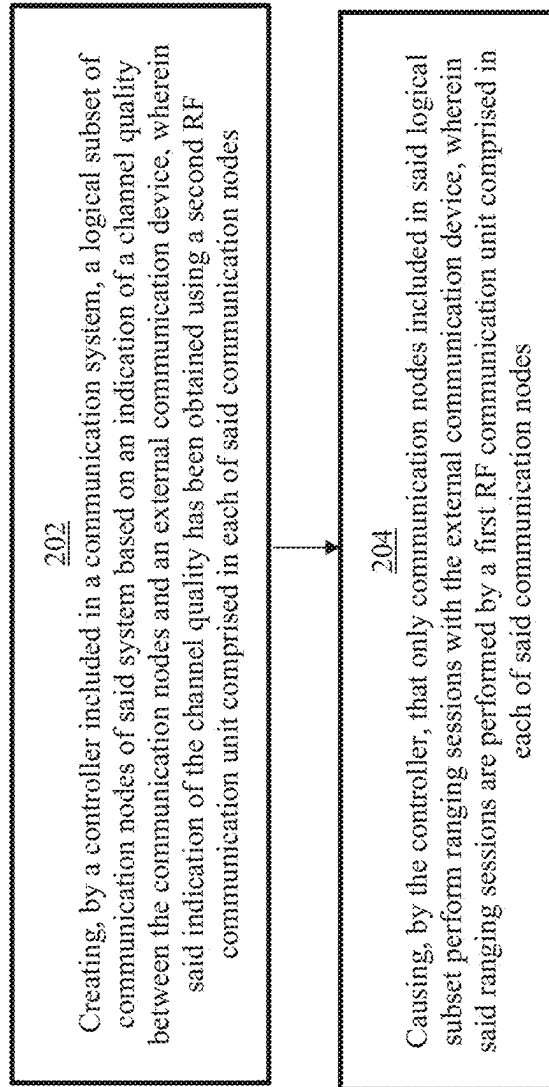 202
Creating, by a controller included in a communication system, a logical subset of
communication nodes of said system based on an indication of a channel quality
between the communication nodes and an external communication device, wherein
said indication of the channel quality has been obtained using a second RF
communication unit comprised in each of said communication nodes
204
Causing, by the controller, that only communication nodes included in said logical
subset perform ranging sessions with the external communication device, wherein
said ranging sessions are performed by a first RF communication unit comprised in
each of said communication nodes